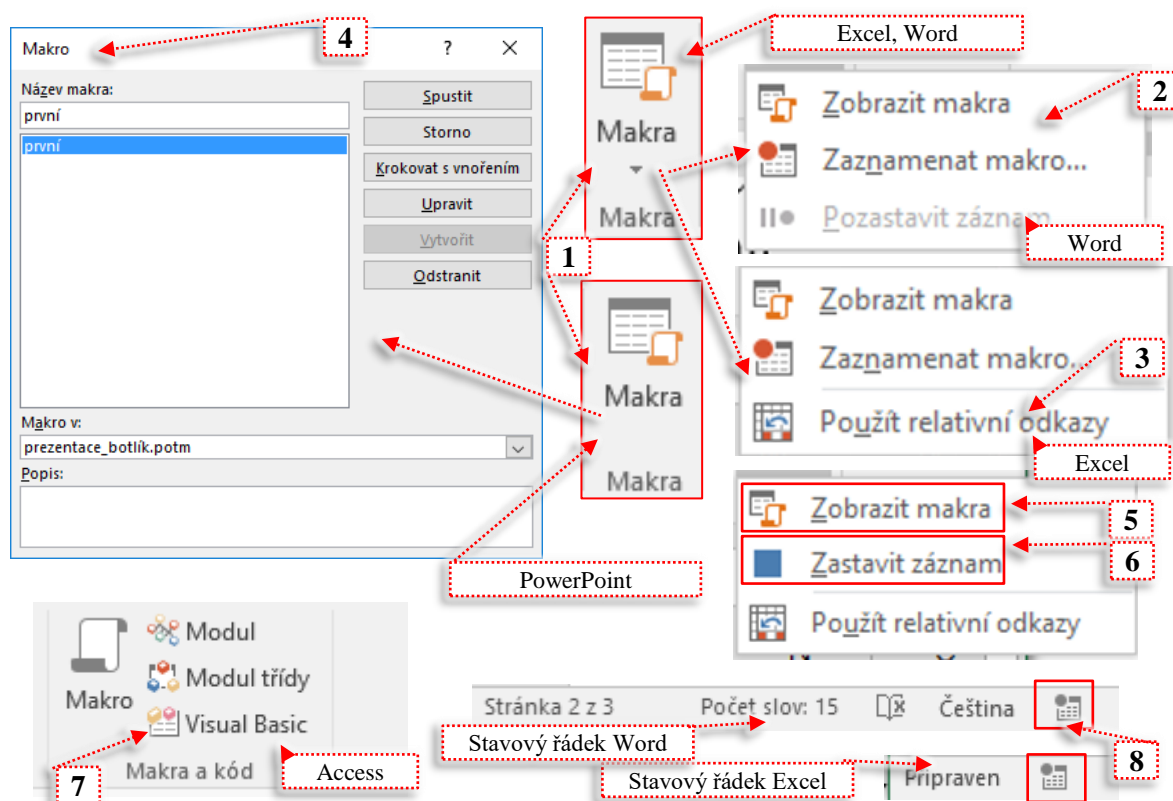 Makro
?
4
Název makra:
první
první
Spustit
Storno
Krokovat s vnořením
Upravit
Vytvořit
Odstranit
Makro v:
prezentace_botlík.potm
Popis:
Makra
Makra
Excel, Word
1
Makra
Makra
PowerPoint
Zobrazit makra
2
Zaznamenat makro...
Pozastavit záznam
Word
Zobrazit makra
Zaznamenat makro...
3
Použít relativní odkazy
Excel
Zobrazit makra
5
Zastavit záznam
6
Použít relativní odkazy
Makro
Modul
Modul třídy
Visual Basic
7
Makra a kód
Access
Stránka 2 z 3
Počet slov: 15
Čeština
Stavový řádek Word
8
Stavový řádek Excel
Připraven